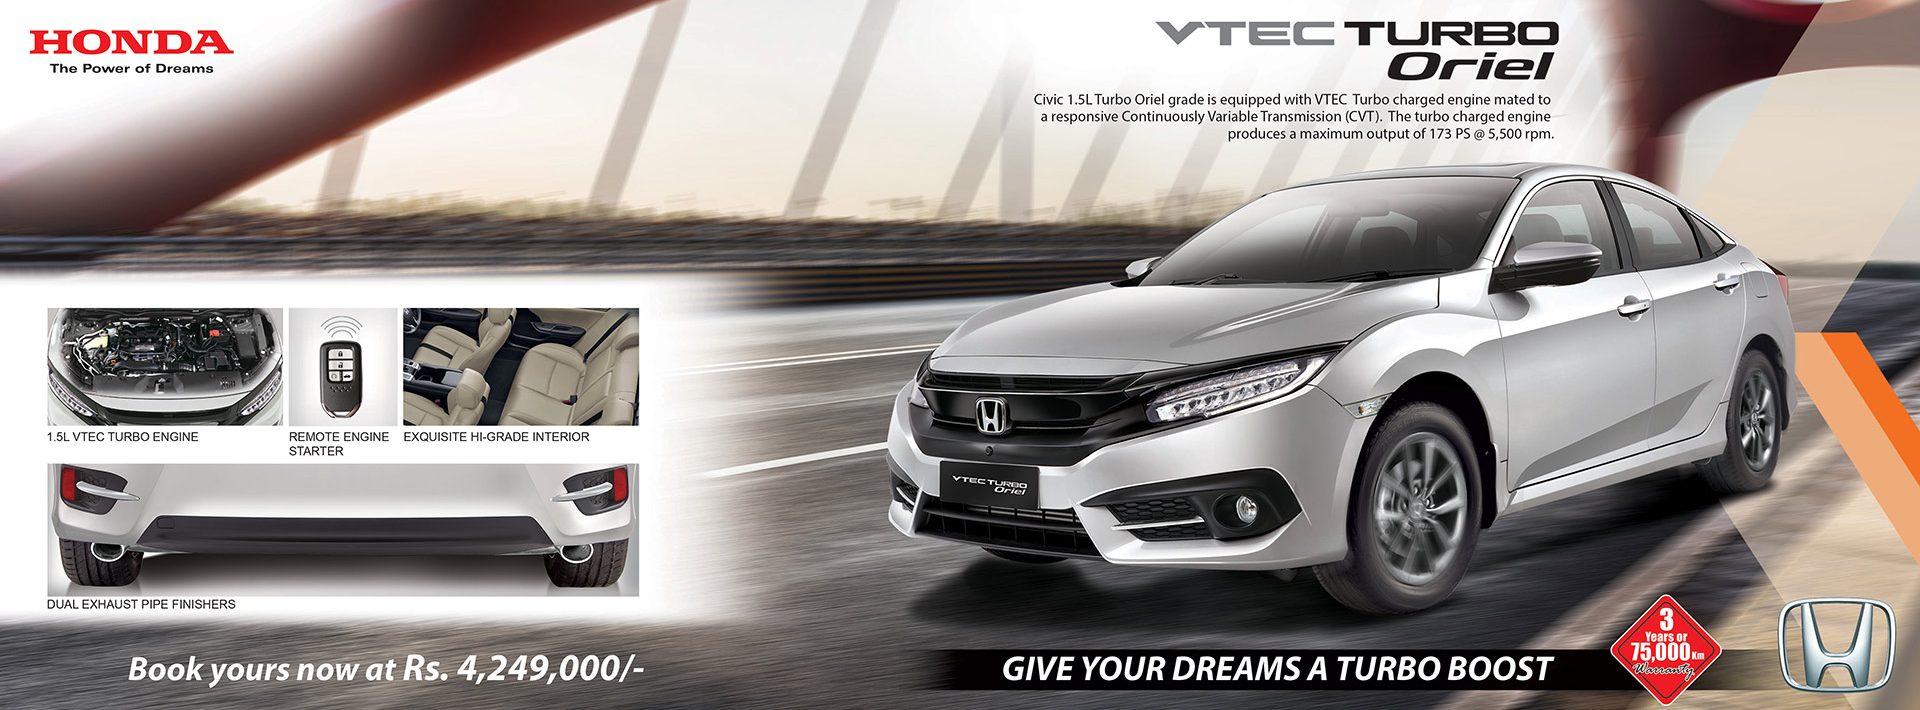 HONDA
The Power of Dreams
VTEC TURBO
Oriel
Civic 1.5L Turbo Oriel grade is equipped with VTEC Turbo charged engine mated to
a responsive Continuously Variable Transmission (CVT). The turbo charged engine
produces a maximum output of 173 PS @ 5,500 rpm.
1.5L VTEC TURBO ENGINE
REMOTE ENGINE
STARTER
EXQUISITE HI-GRADE INTERIOR
DUAL EXHAUST PIPE FINISHERS
VTEC TURBO
Oriel
Book yours now at Rs. 4,249,000/-
GIVE YOUR DREAMS A TURBO BOOST
3
Years or
75,000 Km
Warranty